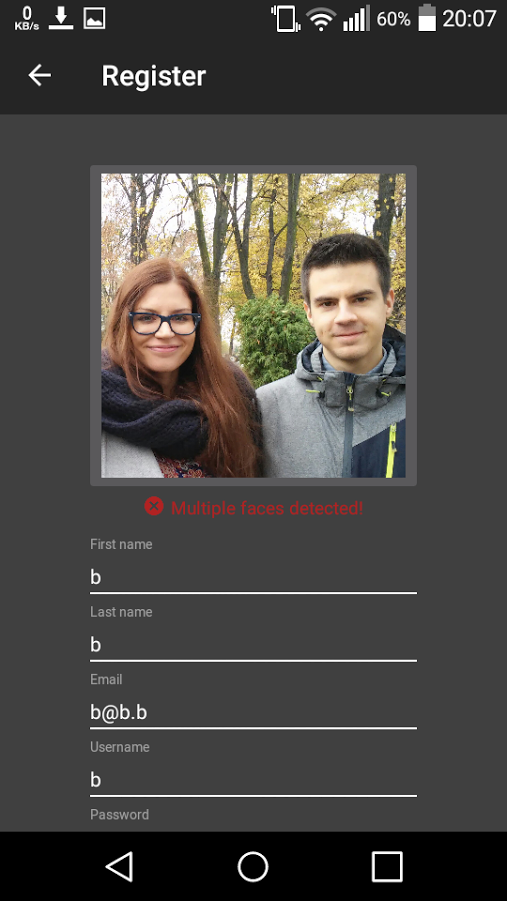 0
KB/s
60%
20:07
Register
Multiple faces detected!
First name
b
Last name
b
Email
b@b.b
Username
b
Password